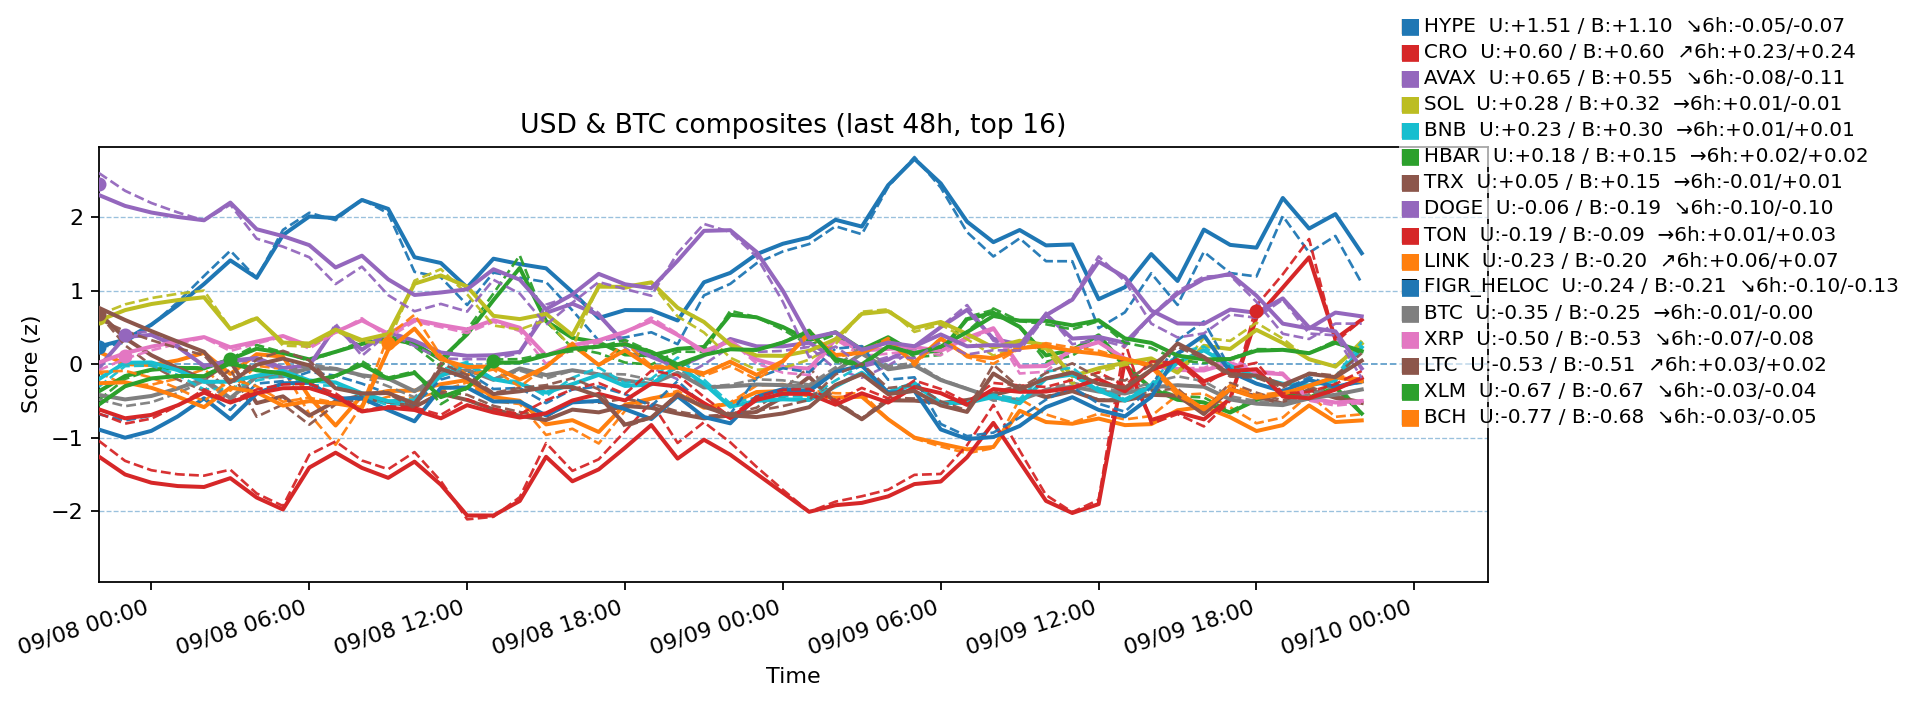 HYPE U:+1.51 / B:+1.10 ↘6h:-0.05/-0.07
CRO U:+0.60 / B:+0.60 ↗6h:+0.23/+0.24
AVAX U:+0.65 / B:+0.55 ↘6h:-0.08/-0.11
SOL U:+0.28 / B:+0.32 →6h:+0.01/-0.01
BNB U:+0.23 / B:+0.30 →6h:+0.01/+0.01
HBAR U:+0.18 / B:+0.15 →6h:+0.02/+0.02
TRX U:+0.05 / B:+0.15 →6h:-0.01/+0.01
DOGE U:-0.06 / B:-0.19 ↘6h:-0.10/-0.10
TON U:-0.19 / B:-0.09 →6h:+0.01/+0.03
LINK U:-0.23 / B:-0.20 ↗6h:+0.06/+0.07
FIGR_HELOC U:-0.24 / B:-0.21 ↘6h:-0.10/-0.13
BTC U:-0.35 / B:-0.25 →6h:-0.01/-0.00
XRP U:-0.50 / B:-0.53 ↘6h:-0.07/-0.08
LTC U:-0.53 / B:-0.51 ↗6h:+0.03/+0.02
XLM U:-0.67 / B:-0.67 ↘6h:-0.03/-0.04
BCH U:-0.77 / B:-0.68 ↘6h:-0.03/-0.05
USD & BTC composites (last 48h, top 16)
Score (z)
2
1
0
−1
−2
09/08 00:00
09/08 06:00
09/08 12:00
09/08 18:00
09/09 00:00
09/09 06:00
09/09 12:00
09/09 18:00
09/10 00:00
Time